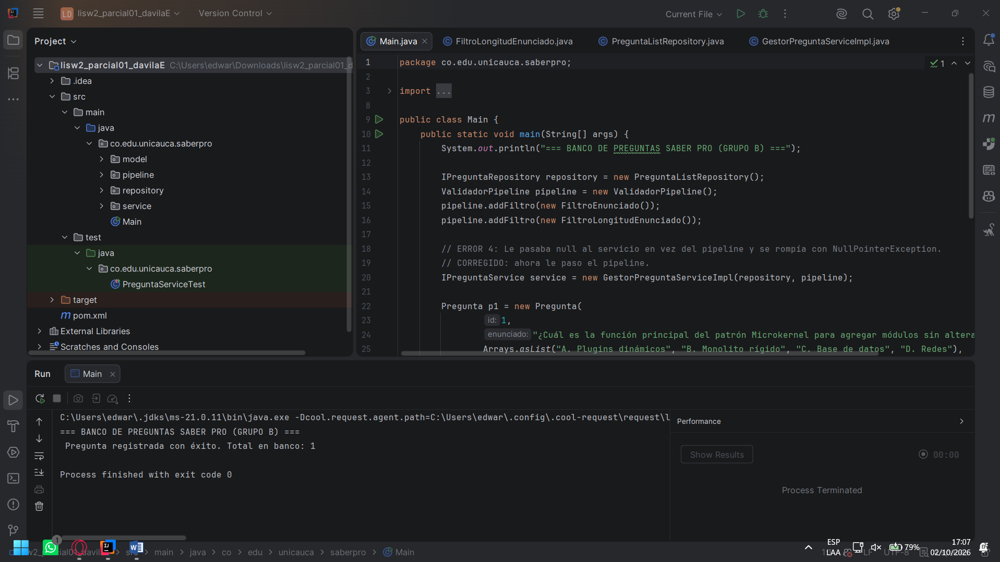 LD lisw2_parcial01_davilaE Version Control Current File
Project
lisw2_parcial01_davilaE C:\Users\edwar\Downloads\lisw2_parcial01_d
.idea
src
main
java
co.edu.unicauca.saberpro
model
pipeline
repository
service
Main
test
java
co.edu.unicauca.saberpro
PreguntaServiceTest
target
pom.xml
External Libraries
Scratches and Consoles
Main.java FiltroLongitudEnunciado.java PreguntaListRepository.java GestorPreguntaServiceImpl.java
1 package co.edu.unicauca.saberpro; 1
2
3 import ...
8
9 public class Main {
10 public static void main(String[] args) {
11 System.out.println("=== BANCO DE PREGUNTAS SABER PRO (GRUPO B) ===");
12
13 IPreguntaRepository repository = new PreguntaListRepository();
14 ValidadorPipeline pipeline = new ValidadorPipeline();
15 pipeline.addFiltro(new FiltroEnunciado());
16 pipeline.addFiltro(new FiltroLongitudEnunciado());
17
18 // ERROR 4: Le pasaba null al servicio en vez del pipeline y se rompía con NullPointerException.
19 // CORREGIDO: ahora le paso el pipeline.
20 IPreguntaService service = new GestorPreguntaServiceImpl(repository, pipeline);
21
22 Pregunta p1 = new Pregunta(
23 id: 1,
24 enunciado: "¿Cuál es la función principal del patrón Microkernel para agregar módulos sin altera
25 Arrays.asList("A. Plugins dinámicos", "B. Monolito rígido", "C. Base de datos", "D. Redes"),
Run Main
C:\Users\edwar\.jdks\ms-21.0.11\bin\java.exe -Dcool.request.agent.path=C:\Users\edwar\.config\.cool-request\request\l
=== BANCO DE PREGUNTAS SABER PRO (GRUPO B) ===
Pregunta registrada con éxito. Total en banco: 1
Process finished with exit code 0
Performance
Show Results 00:00
Process Terminated
main java co edu unicauca saberpro Main
1
ESP
LAA
79%
17:07
02/10/2026